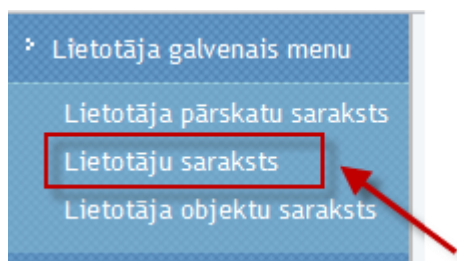 Lietotāja galvenais menu
Lietotāja pārskatu saraksts
Lietotāju saraksts
Lietotāja objektu saraksts